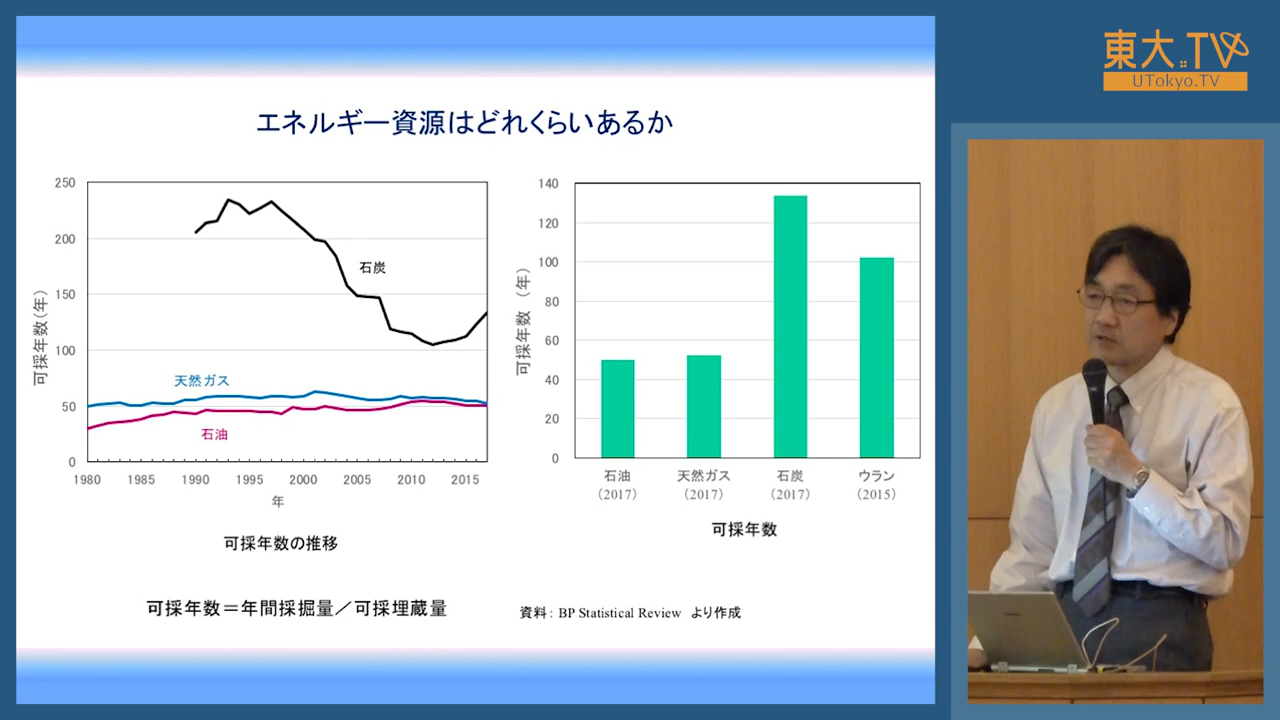 東大.TV
UTokyo.TV
エネルギー資源はどれくらいあるか
可採年数(年)
250
200
150
100
50
0
石炭
天然ガス
石油
1980 1985 1990 1995 2000 2005 2010 2015
年
可採年数の推移
可採年数 (年)
140
120
100
80
60
40
20
0
石油 天然ガス 石炭 ウラン
(2017) (2017) (2017) (2015)
可採年数
可採年数＝年間採掘量／可採埋蔵量
資料： BP Statistical Review より作成